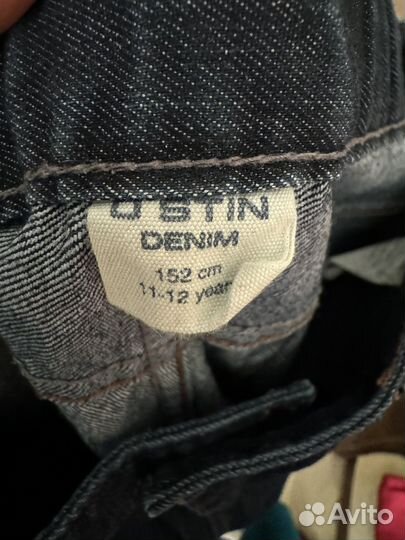 O'STIN
DENIM
152 cm
11-12 year
Avito